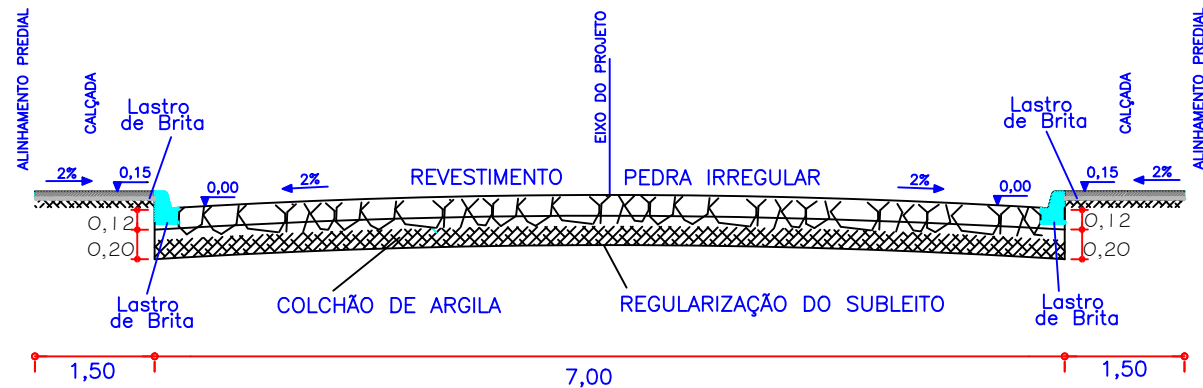 ALINHAMENTO PREDIAL
CALÇADA
Lastro
de Brita
EIXO DO PROJETO
Lastro
de Brita
CALÇADA
ALINHAMENTO PREDIAL
2%
0,15
0,00
2%
REVESTIMENTO
PEDRA IRREGULAR
2%
0,00
0,15
2%
0,12
0,20
0,12
0,20
Lastro
de Brita
COLCHÃO DE ARGILA
REGULARIZAÇÃO DO SUBLEITO
Lastro
de Brita
1,50
7,00
1,50